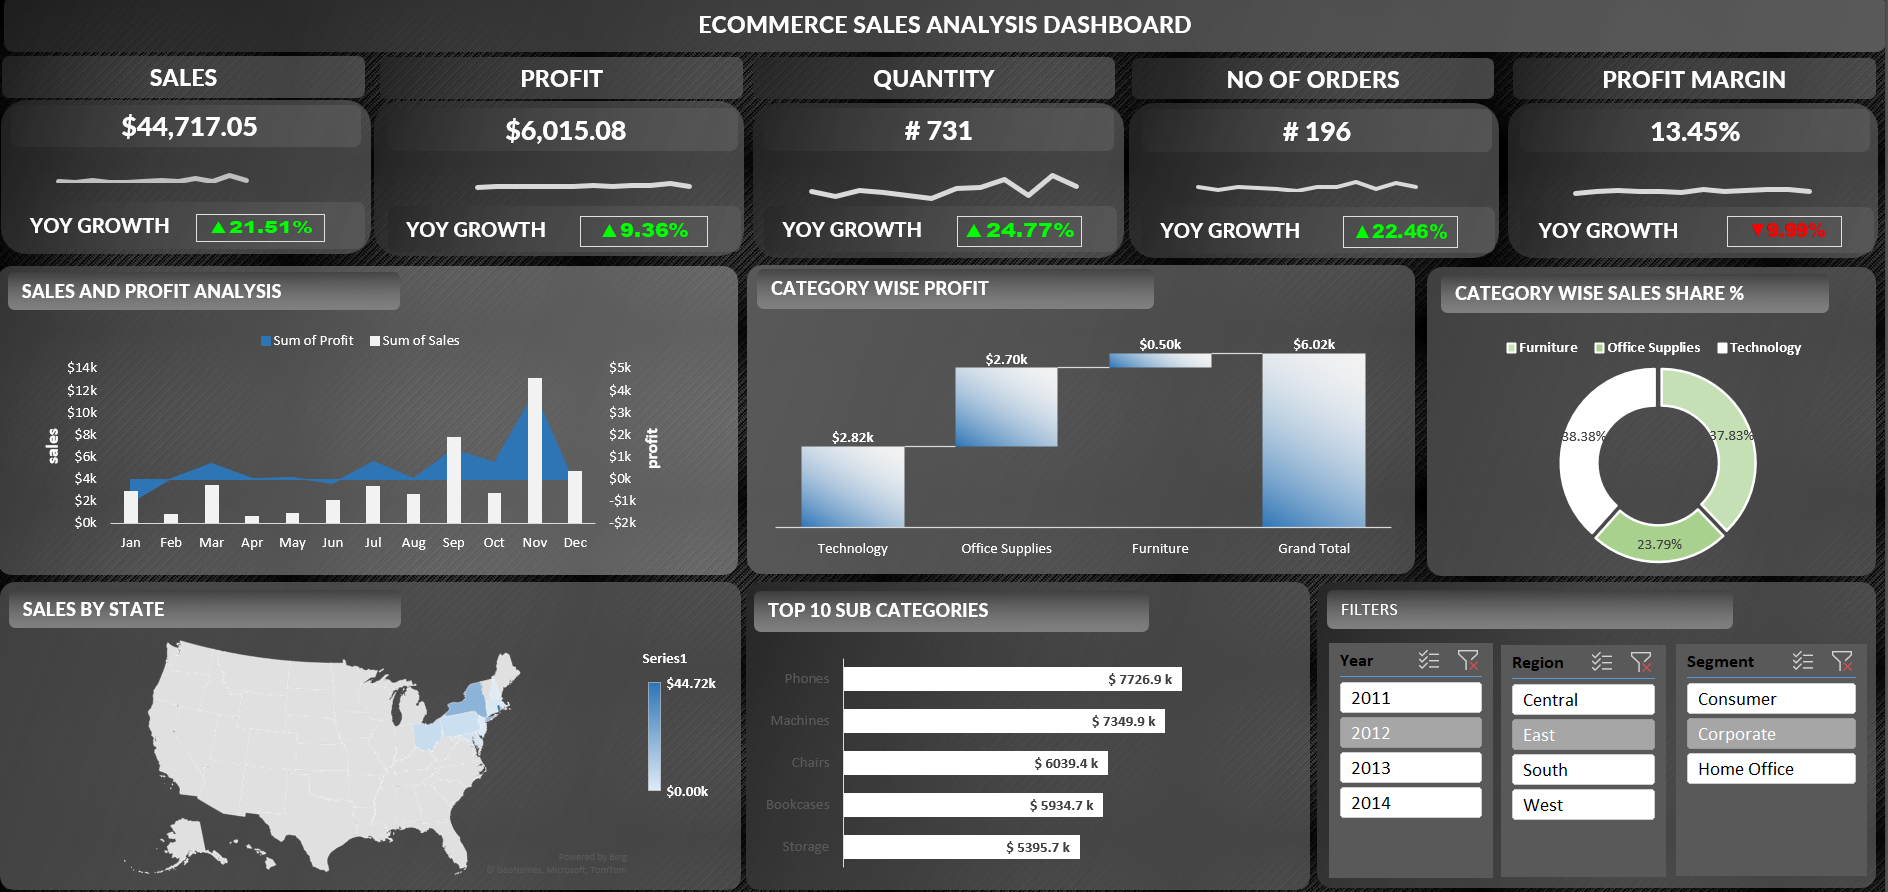 ECOMMERCE SALES ANALYSIS DASHBOARD
SALES
$44,717.05
YOY GROWTH ▲21.51%
PROFIT
$6,015.08
YOY GROWTH ▲9.36%
QUANTITY
# 731
YOY GROWTH ▲24.77%
NO OF ORDERS
# 196
YOY GROWTH ▲22.46%
PROFIT MARGIN
13.45%
YOY GROWTH ▼9.99%
SALES AND PROFIT ANALYSIS
Sum of Profit Sum of Sales
sales
$14k
$12k
$10k
$8k
$6k
$4k
$2k
$0k
$5k
$4k
$3k
$2k
$1k
$0k
-$1k
-$2k
profit
Jan Feb Mar Apr May Jun Jul Aug Sep Oct Nov Dec
CATEGORY WISE PROFIT
$2.82k
$2.70k
$0.50k
$6.02k
Technology Office Supplies Furniture Grand Total
CATEGORY WISE SALES SHARE %
Furniture Office Supplies Technology
38.38%
37.83%
23.79%
SALES BY STATE
Series1
$44.72k
$0.00k
Powered by Bing
© GeoNames, Microsoft, TomTom
TOP 10 SUB CATEGORIES
Phones $ 7726.9 k
Machines $ 7349.9 k
Chairs $ 6039.4 k
Bookcases $ 5934.7 k
Storage $ 5395.7 k
FILTERS
Year
2011
2012
2013
2014
Region
Central
East
South
West
Segment
Consumer
Corporate
Home Office